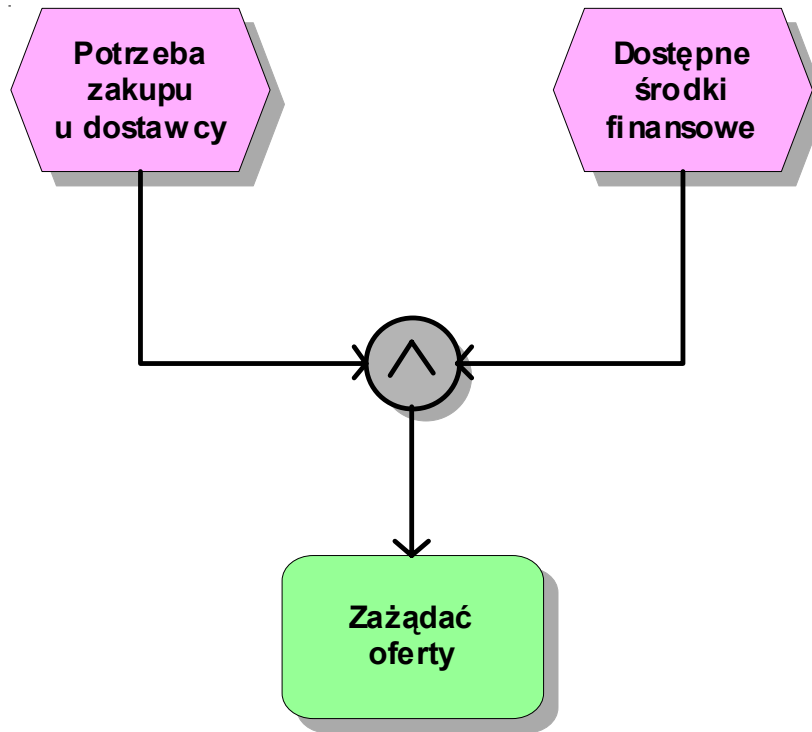 Potrzeba
zakupu
u dostawcy
Dostępne
środki
finansowe
Zażądać
oferty